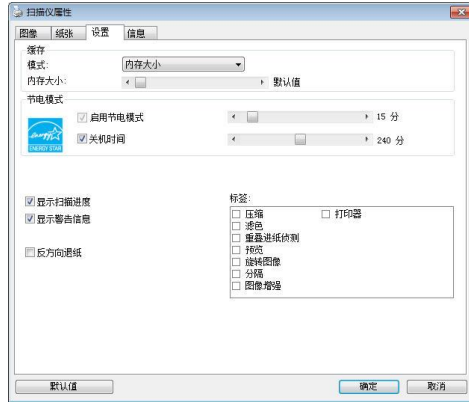 扫描仪属性
图像 纸张 设置 信息
缓存
模式: 内存大小
内存大小: 默认值
节电模式
启用节电模式 15 分
关机时间 240 分
ENERGY STAR
显示扫描进度
显示警告信息
反方向退纸
标签:
压缩 打印器
滤色
重叠进纸侦测
预览
旋转图像
分隔
图像增强
默认值 确定 取消